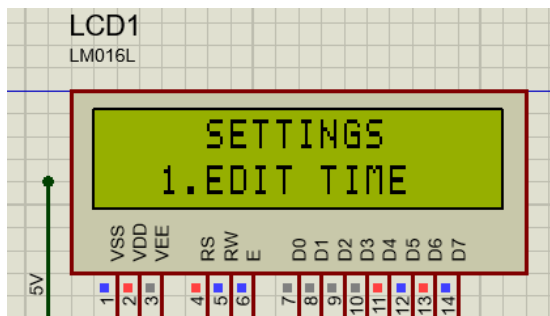 LCD1
LM016L
SETTINGS
1.EDIT TIME
VSS VDD VEE RS RW E D0 D1 D2 D3 D4 D5 D6 D7
5V
1 2 3 4 5 6 7 8 9 10 11 12 13 14